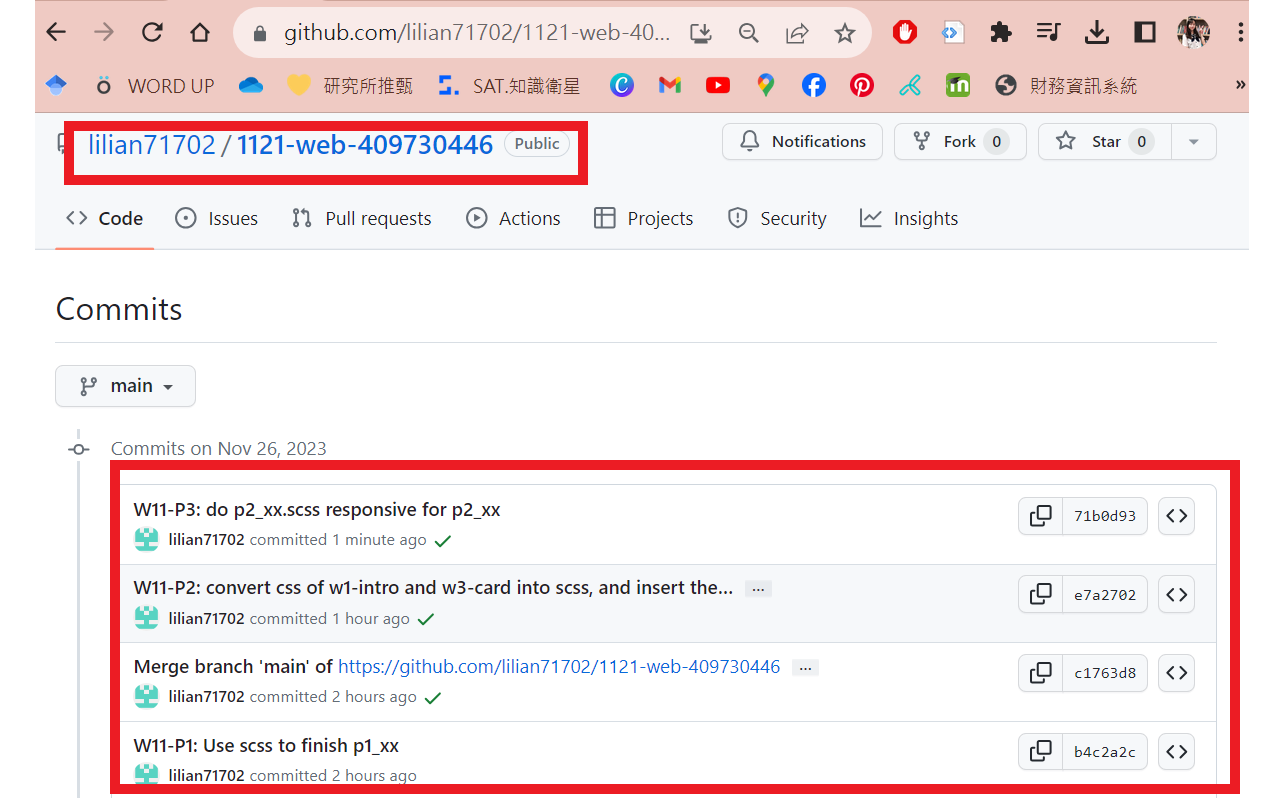 github.com/lilian71702/1121-web-40...
WORD UP 研究所推甄 SAT.知識衛星 財務資訊系統 »
lilian71702 / 1121-web-409730446 Public Notifications Fork 0 Star 0
Code Issues Pull requests Actions Projects Security Insights
Commits
main
Commits on Nov 26, 2023
W11-P3: do p2_xx.scss responsive for p2_xx
71b0d93
lilian71702 committed 1 minute ago
W11-P2: convert css of w1-intro and w3-card into scss, and insert the... ...
e7a2702
lilian71702 committed 1 hour ago
Merge branch 'main' of https://github.com/lilian71702/1121-web-409730446 ...
c1763d8
lilian71702 committed 2 hours ago
W11-P1: Use scss to finish p1_xx
b4c2a2c
lilian71702 committed 2 hours ago